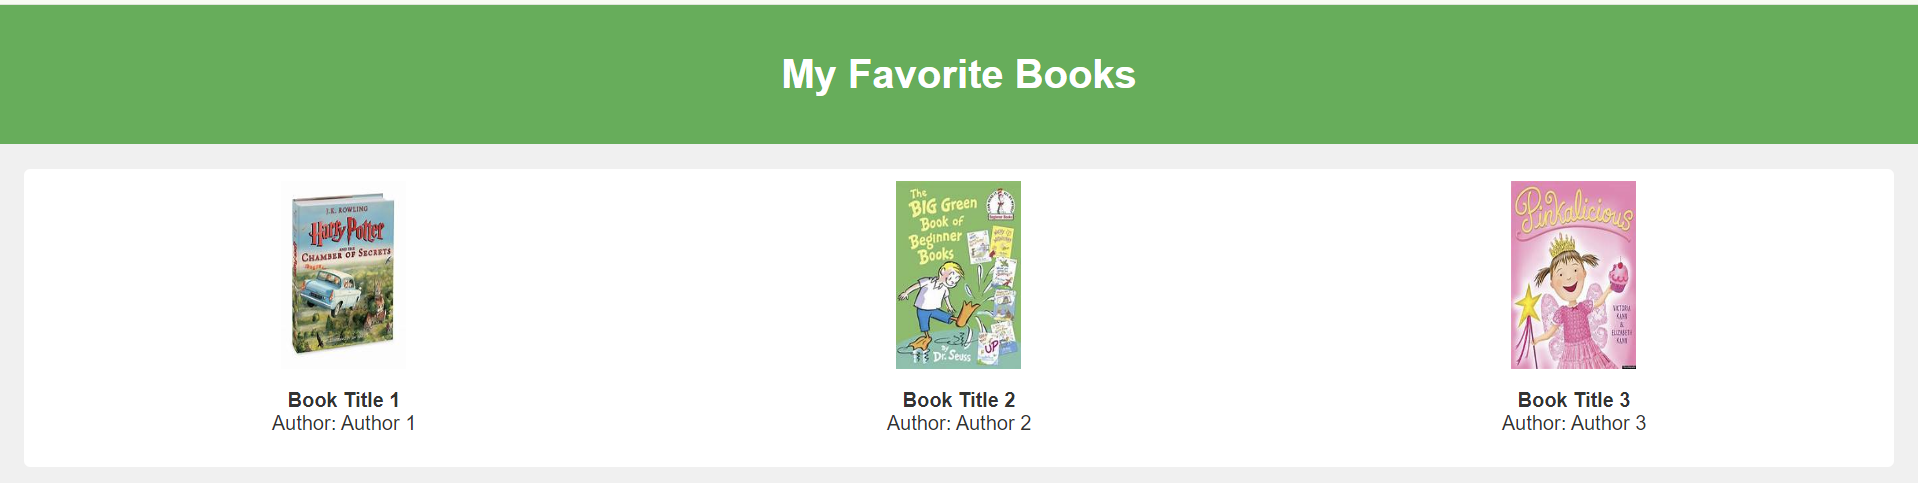 My Favorite Books
J.K. ROWLING
Harry Potter
AND THE
CHAMBER OF SECRETS
Book Title 1
Author: Author 1
The
BIG Green
Book of
Beginner
Books
by
Dr. Seuss
UP
Book Title 2
Author: Author 2
Pinkalicious
VICTORIA
KANN
&
ELIZABETH
KANN
Book Title 3
Author: Author 3